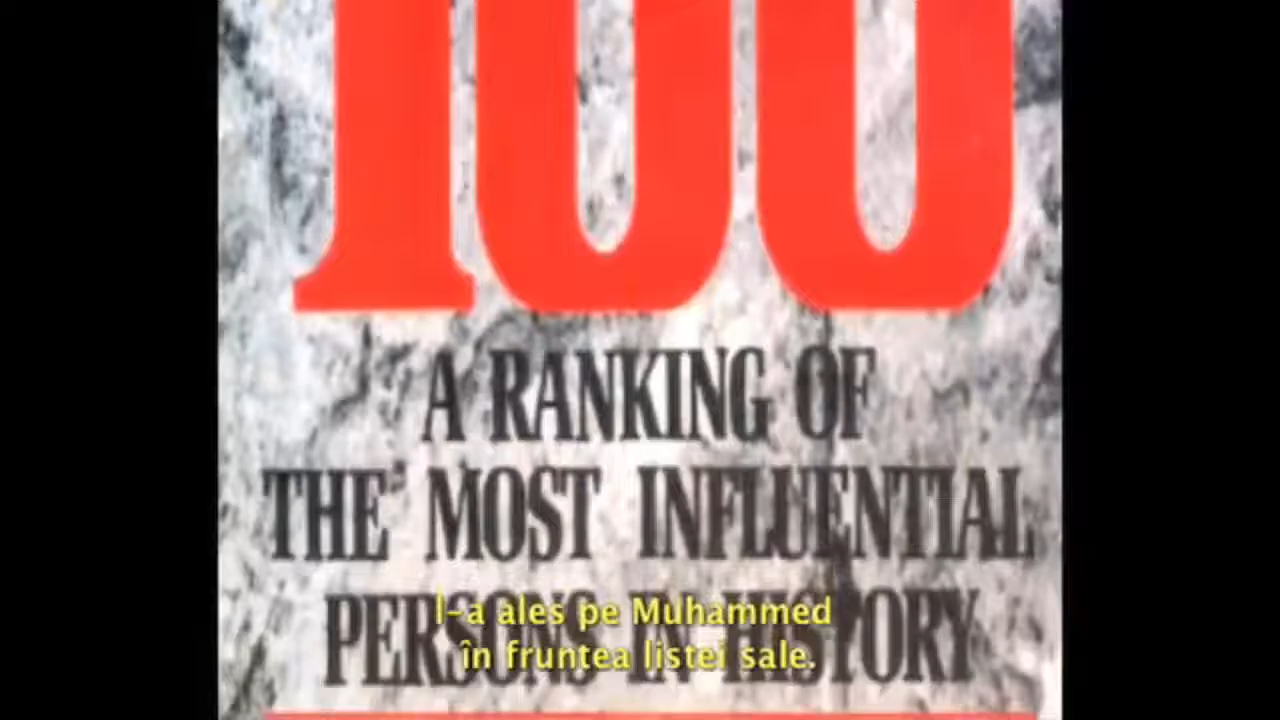 100
A RANKING OF
THE MOST INFLUENTIAL
PERSONS IN HISTORY
l-a ales pe Muhammed
în fruntea listei sale.